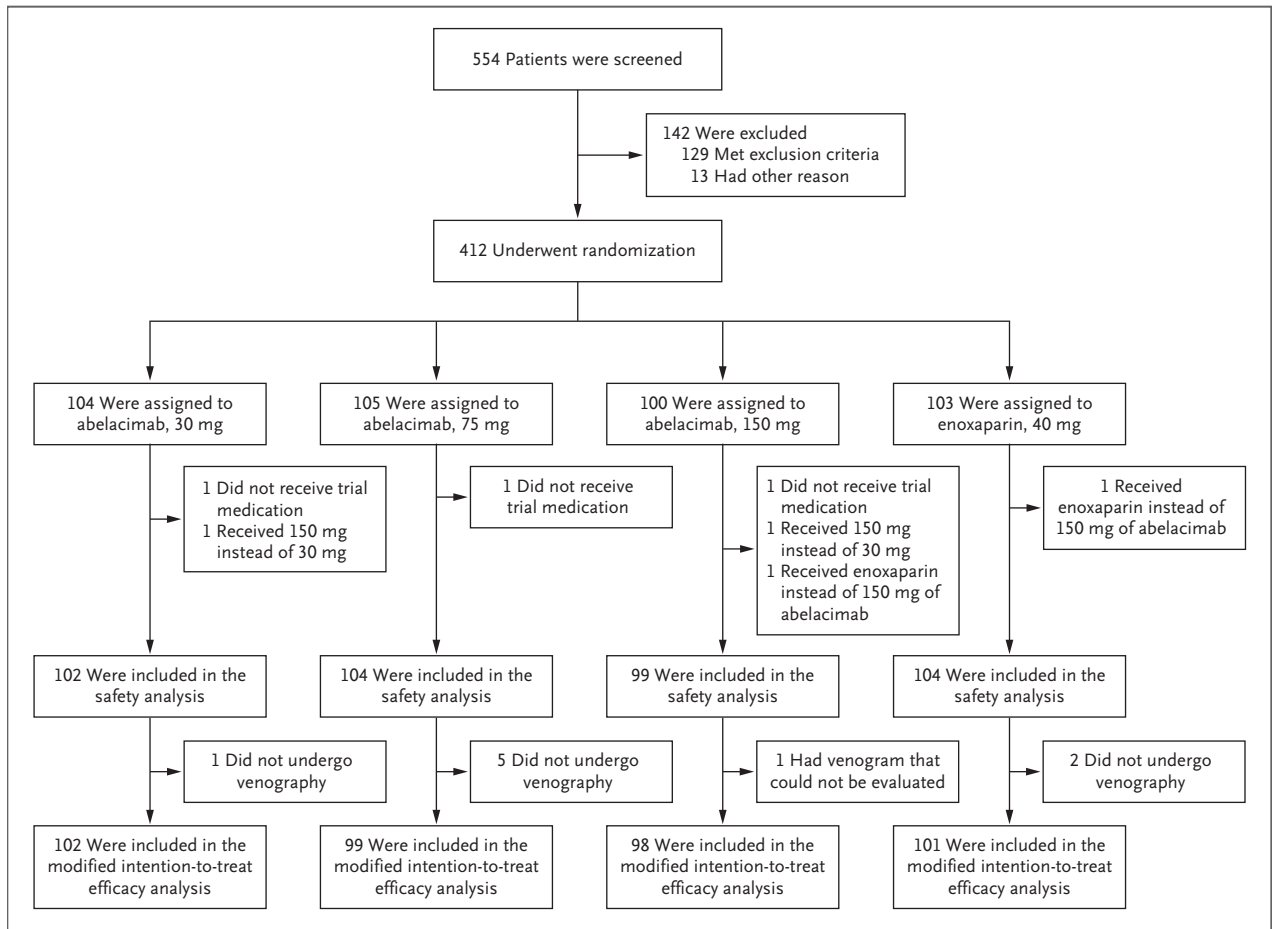 554 Patients were screened
142 Were excluded
129 Met exclusion criteria
13 Had other reason
412 Underwent randomization
104 Were assigned to
abelacimab, 30 mg
105 Were assigned to
abelacimab, 75 mg
100 Were assigned to
abelacimab, 150 mg
103 Were assigned to
enoxaparin, 40 mg
1 Did not receive trial
medication
1 Received 150 mg
instead of 30 mg
1 Did not receive
trial medication
1 Did not receive trial
medication
1 Received 150 mg
instead of 30 mg
1 Received enoxaparin
instead of 150 mg of
abelacimab
1 Received
enoxaparin instead of
150 mg of abelacimab
102 Were included in the
safety analysis
104 Were included in the
safety analysis
99 Were included in the
safety analysis
104 Were included in the
safety analysis
1 Did not undergo
venography
5 Did not undergo
venography
1 Had venogram that
could not be evaluated
2 Did not undergo
venography
102 Were included in the
modified intention-to-treat
efficacy analysis
99 Were included in the
modified intention-to-treat
efficacy analysis
98 Were included in the
modified intention-to-treat
efficacy analysis
101 Were included in the
modified intention-to-treat
efficacy analysis